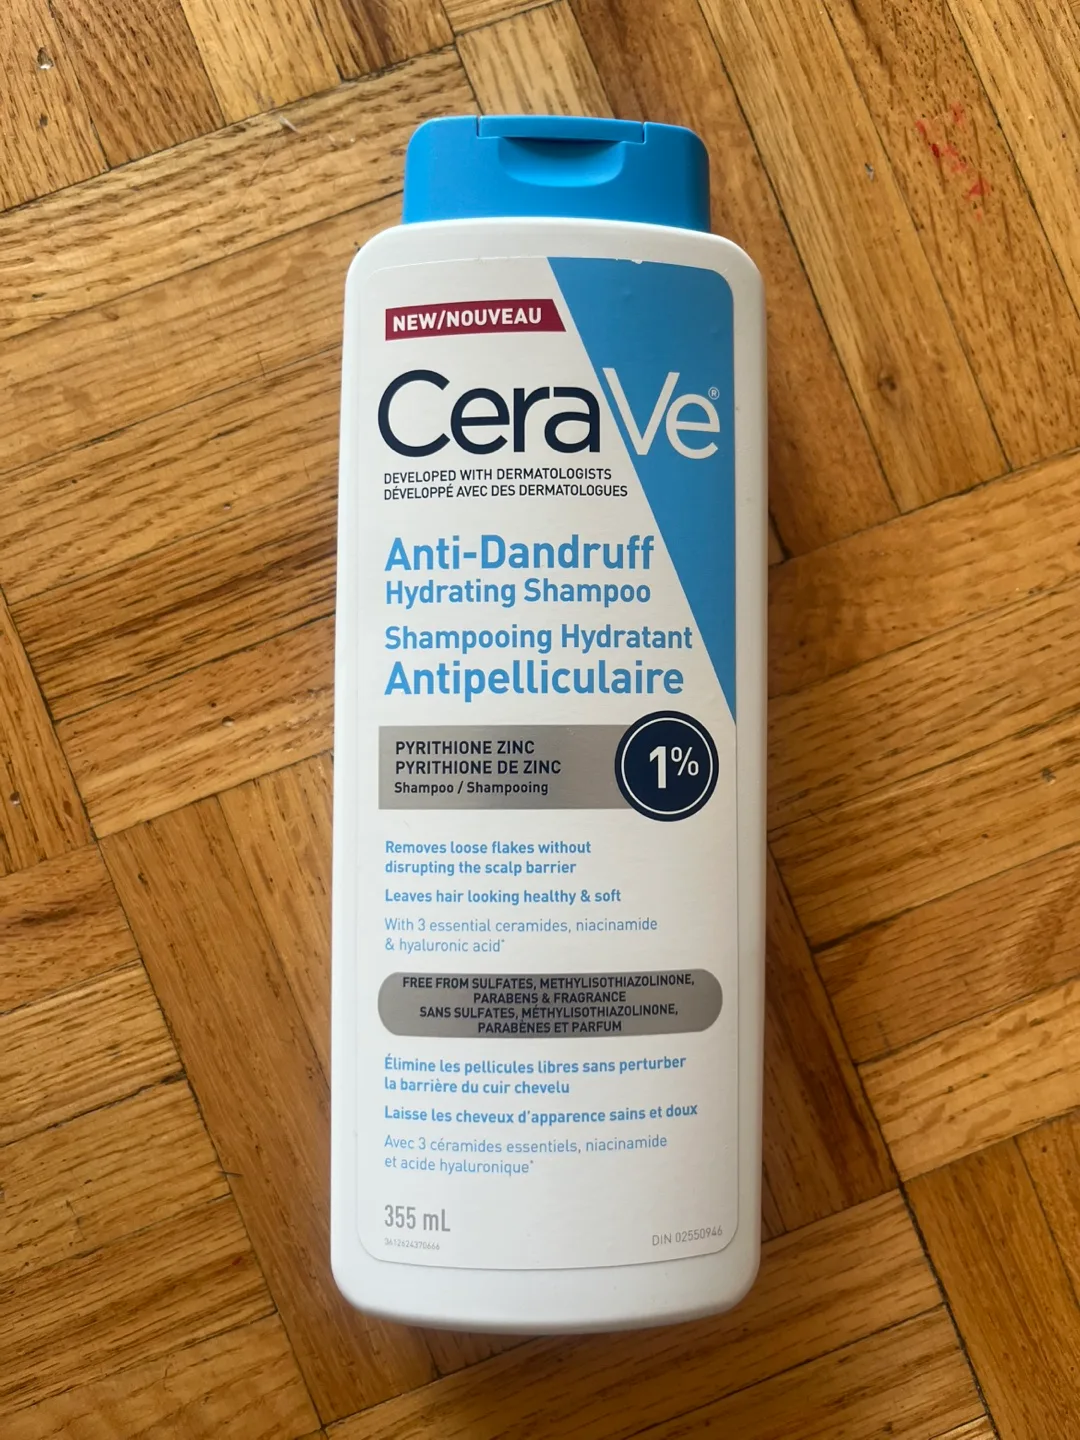 NEW/NOUVEAU
CeraVe®
DEVELOPED WITH DERMATOLOGISTS
DÉVELOPPÉ AVEC DES DERMATOLOGUES
Anti-Dandruff
Hydrating Shampoo
Shampooing Hydratant
Antipelliculaire
PYRITHIONE ZINC
PYRITHIONE DE ZINC
Shampoo / Shampooing
1%
Removes loose flakes without
disrupting the scalp barrier
Leaves hair looking healthy & soft
With 3 essential ceramides, niacinamide
& hyaluronic acid*
FREE FROM SULFATES, METHYLISOTHIAZOLINONE,
PARABENS & FRAGRANCE
SANS SULFATES, MÉTHYLISOTHIAZOLINONE,
PARABÈNES ET PARFUM
Élimine les pellicules libres sans perturber
la barrière du cuir chevelu
Laisse les cheveux d'apparence sains et doux
Avec 3 céramides essentiels, niacinamide
et acide hyaluronique*
355 mL
DIN 02550946